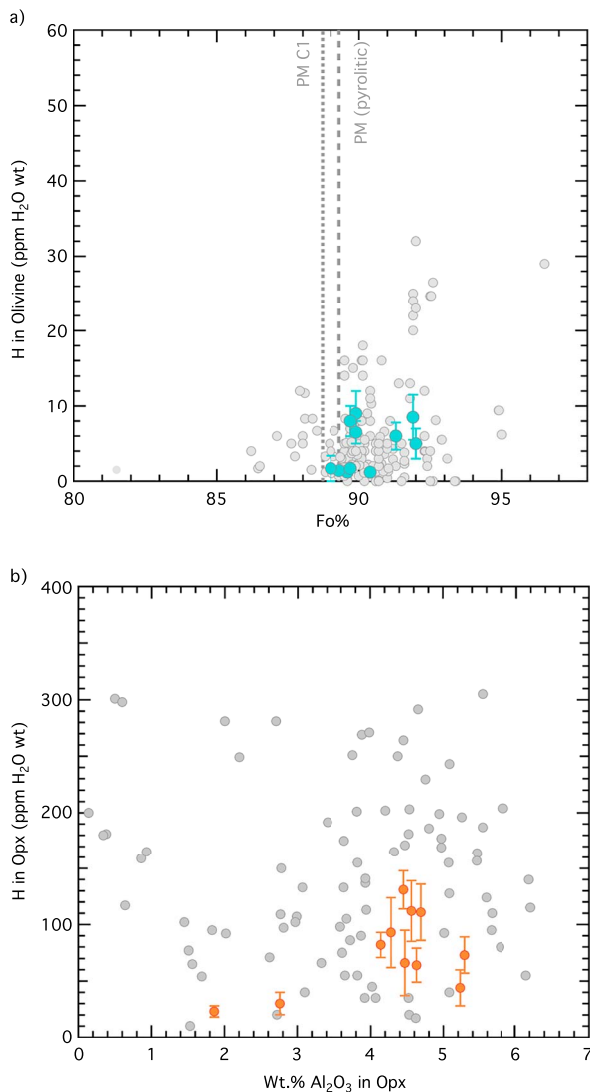 a)
60
50
40
30
20
10
0
H in Olivine (ppm H₂O wt)
PM C1
PM (pyrolitic)
80 85 90 95
Fo%
b)
400
300
200
100
0
H in Opx (ppm H₂O wt)
0 1 2 3 4 5 6 7
Wt.% Al₂O₃ in Opx